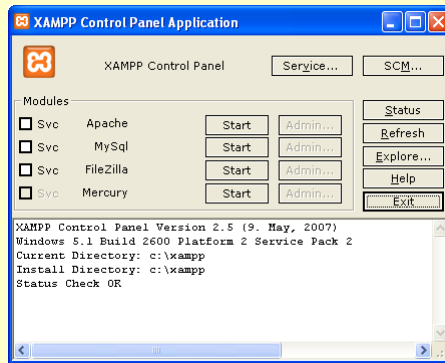 XAMPP Control Panel Application
XAMPP Control Panel
Service...
SCM...
Modules
Svc Apache Start Admin...
Svc MySql Start Admin...
Svc FileZilla Start Admin...
Svc Mercury Start Admin...
Status
Refresh
Explore...
Help
Exit
XAMPP Control Panel Version 2.5 (9. May, 2007)
Windows 5.1 Build 2600 Platform 2 Service Pack 2
Current Directory: c:\xampp
Install Directory: c:\xampp
Status Check OK